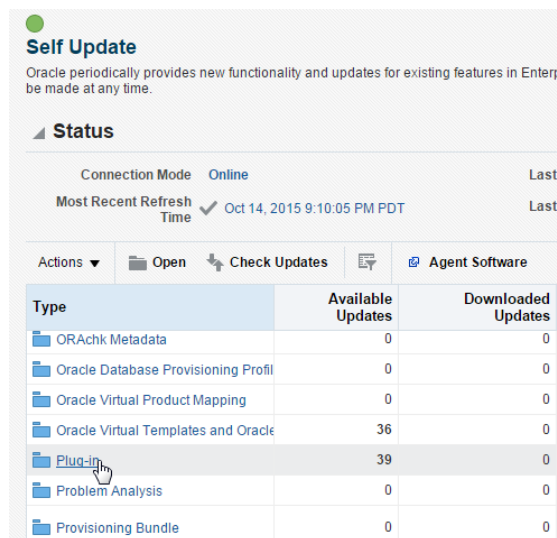 Self Update
Oracle periodically provides new functionality and updates for existing features in Enterp
be made at any time.
Status
Connection Mode Online Last
Most Recent Refresh Time Oct 14, 2015 9:10:05 PM PDT Last
Actions Open Check Updates Agent Software
Type Available Updates Downloaded Updates
ORAchk Metadata 0 0
Oracle Database Provisioning Profil 0 0
Oracle Virtual Product Mapping 0 0
Oracle Virtual Templates and Oracle 36 0
Plug-in 39 0
Problem Analysis 0 0
Provisioning Bundle 0 0